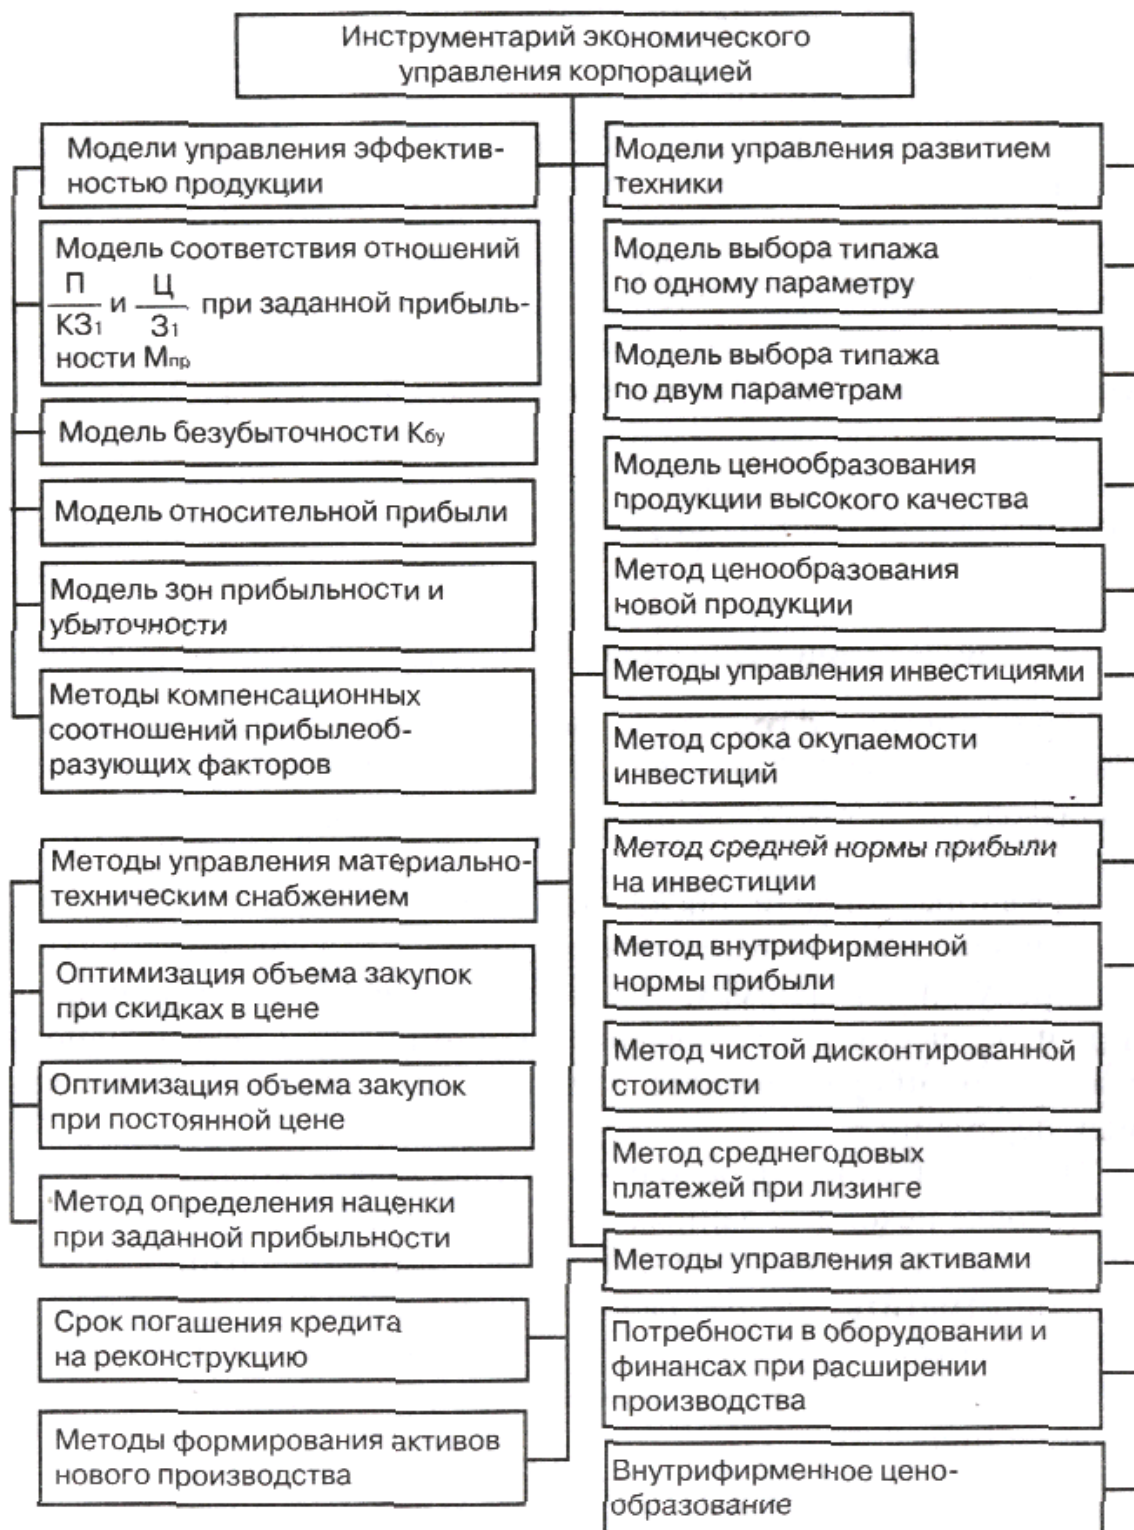 Инструментарий экономического
управления корпорацией
Модели управления эффектив-
ностью продукции
Модель соответствия отношений
П/КЗ₁ и Ц/З₁ при заданной прибыль-
ности Мпр
Модель безубыточности Кбу
Модель относительной прибыли
Модель зон прибыльности и
убыточности
Методы компенсационных
соотношений прибылеоб-
разующих факторов
Методы управления материально-
техническим снабжением
Оптимизация объема закупок
при скидках в цене
Оптимизация объема закупок
при постоянной цене
Метод определения наценки
при заданной прибыльности
Срок погашения кредита
на реконструкцию
Методы формирования активов
нового производства
Модели управления развитием
техники
Модель выбора типажа
по одному параметру
Модель выбора типажа
по двум параметрам
Модель ценообразования
продукции высокого качества
Метод ценообразования
новой продукции
Методы управления инвестициями
Метод срока окупаемости
инвестиций
Метод средней нормы прибыли
на инвестиции
Метод внутрифирменной
нормы прибыли
Метод чистой дисконтированной
стоимости
Метод среднегодовых
платежей при лизинге
Методы управления активами
Потребности в оборудовании и
финансах при расширении
производства
Внутрифирменное цено-
образование